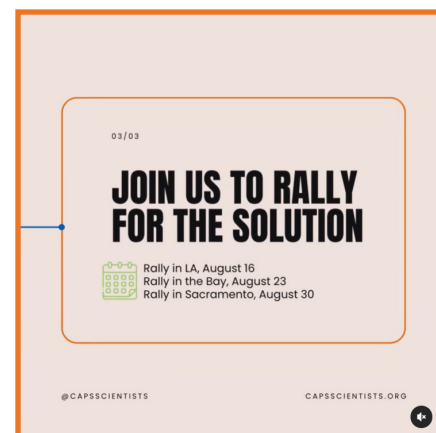 03/03
JOIN US TO RALLY
FOR THE SOLUTION
Rally in LA, August 16
Rally in the Bay, August 23
Rally in Sacramento, August 30
@CAPSSCIENTISTS
CAPSSCIENTISTS.ORG